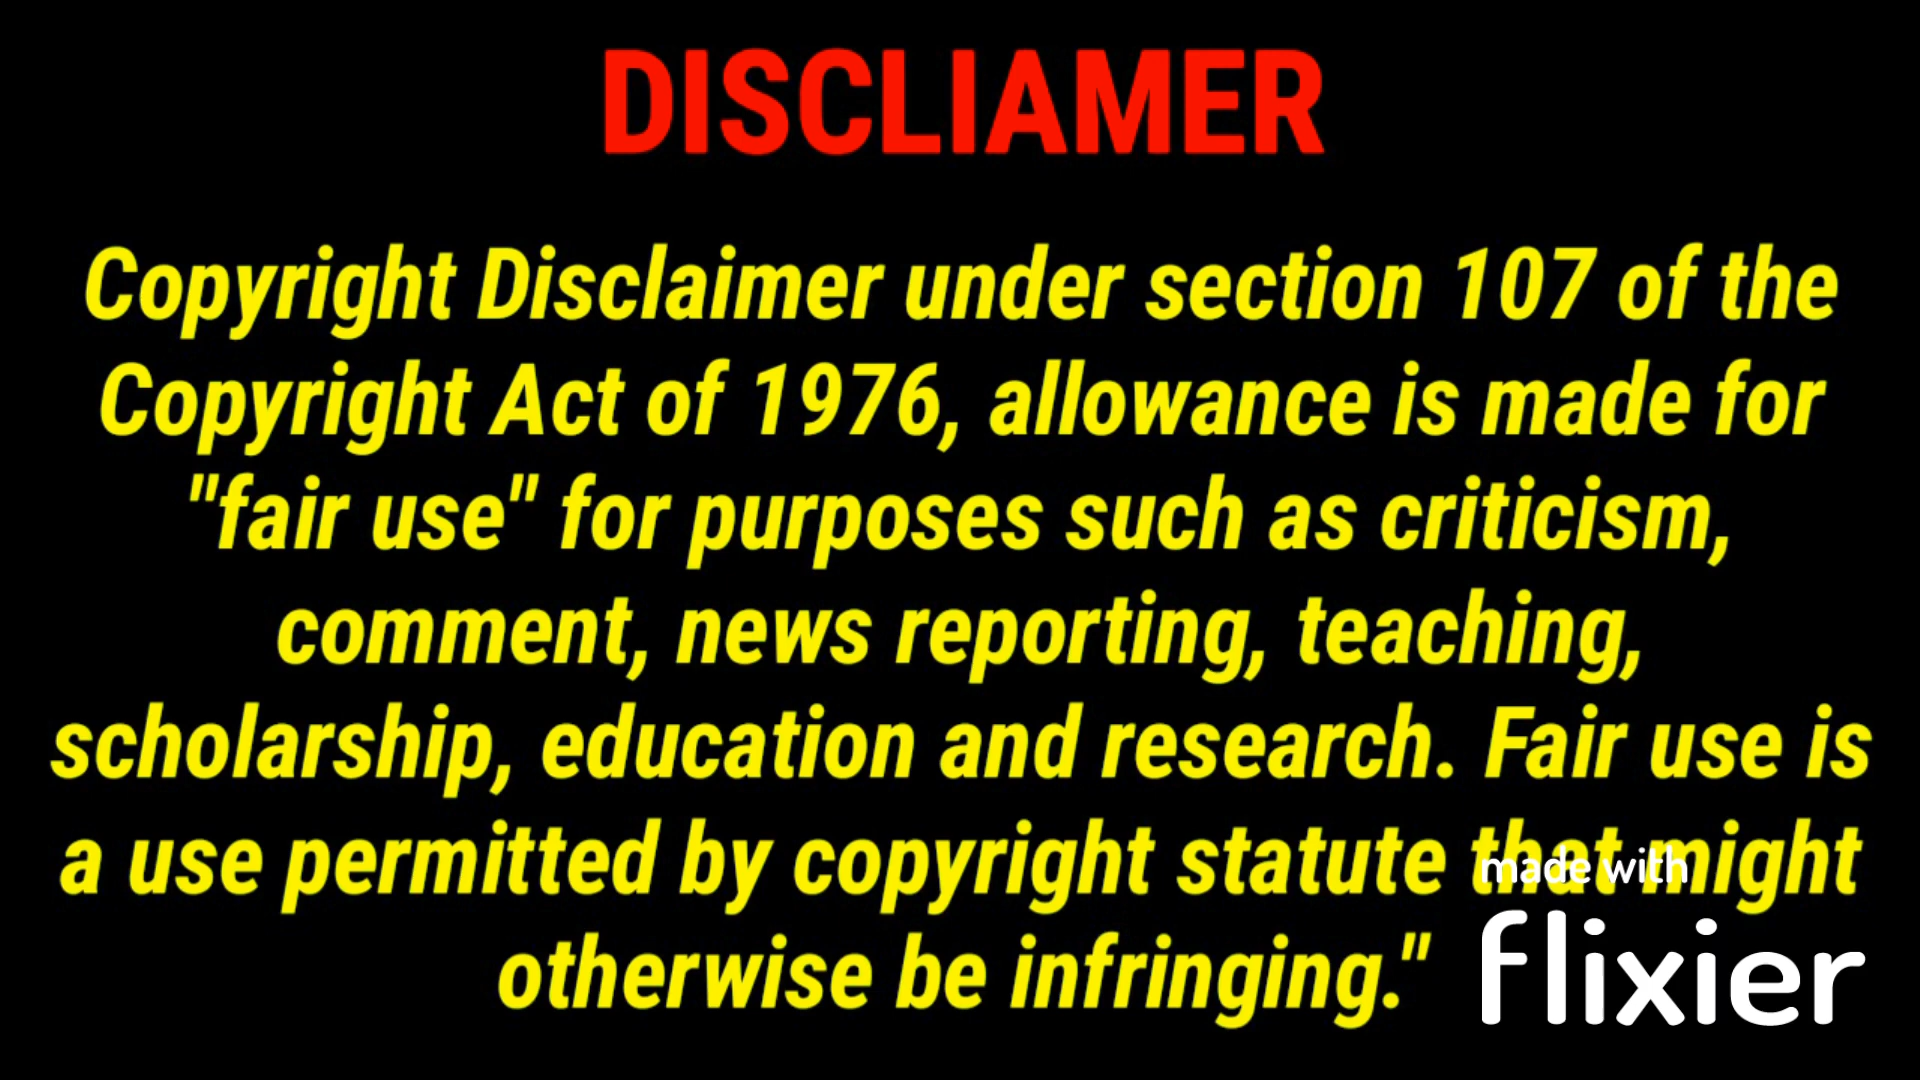 DISCLIAMER
Copyright Disclaimer under section 107 of the
Copyright Act of 1976, allowance is made for
"fair use" for purposes such as criticism,
comment, news reporting, teaching,
scholarship, education and research. Fair use is
a use permitted by copyright statute that might
otherwise be infringing."
made with
flixier